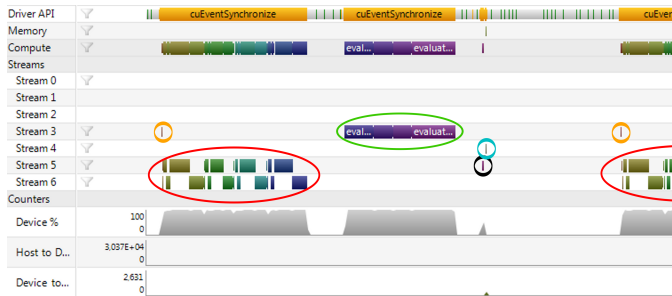 Driver API cuEventSynchronize cuEventSynchronize cuEver
Memory
Compute eval... evaluat...
Streams
Stream 0
Stream 1
Stream 2
Stream 3 eval... evaluat...
Stream 4
Stream 5
Stream 6
Counters
Device % 100
0
Host to D... 3,037E+04
0
Device to... 2,631
0